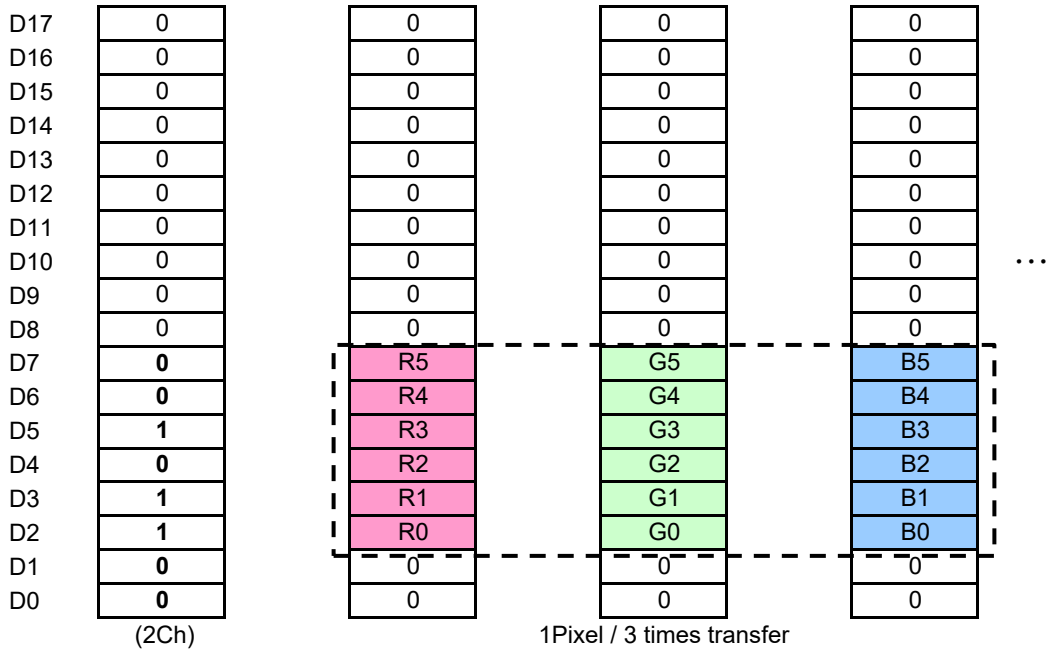 D17 0 0 0 0
D16 0 0 0 0
D15 0 0 0 0
D14 0 0 0 0
D13 0 0 0 0
D12 0 0 0 0
D11 0 0 0 0
D10 0 0 0 0 ...
D9 0 0 0 0
D8 0 0 0 0
D7 0 R5 G5 B5
D6 0 R4 G4 B4
D5 1 R3 G3 B3
D4 0 R2 G2 B2
D3 1 R1 G1 B1
D2 1 R0 G0 B0
D1 0 0 0 0
D0 0 0 0 0
(2Ch) 1Pixel / 3 times transfer